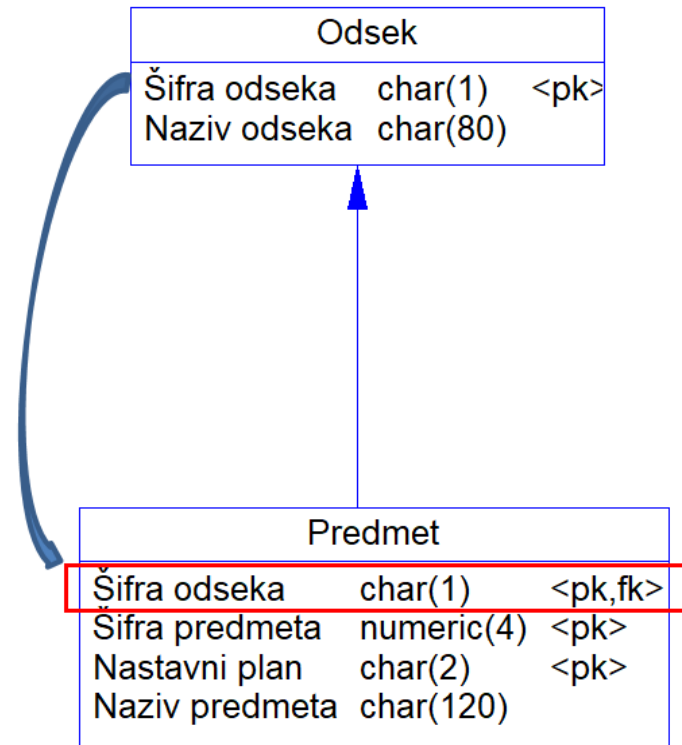 Odsek
Šifra odseka char(1) <pk>
Naziv odseka char(80)
Predmet
Šifra odseka char(1) <pk,fk>
Šifra predmeta numeric(4) <pk>
Nastavni plan char(2) <pk>
Naziv predmeta char(120)